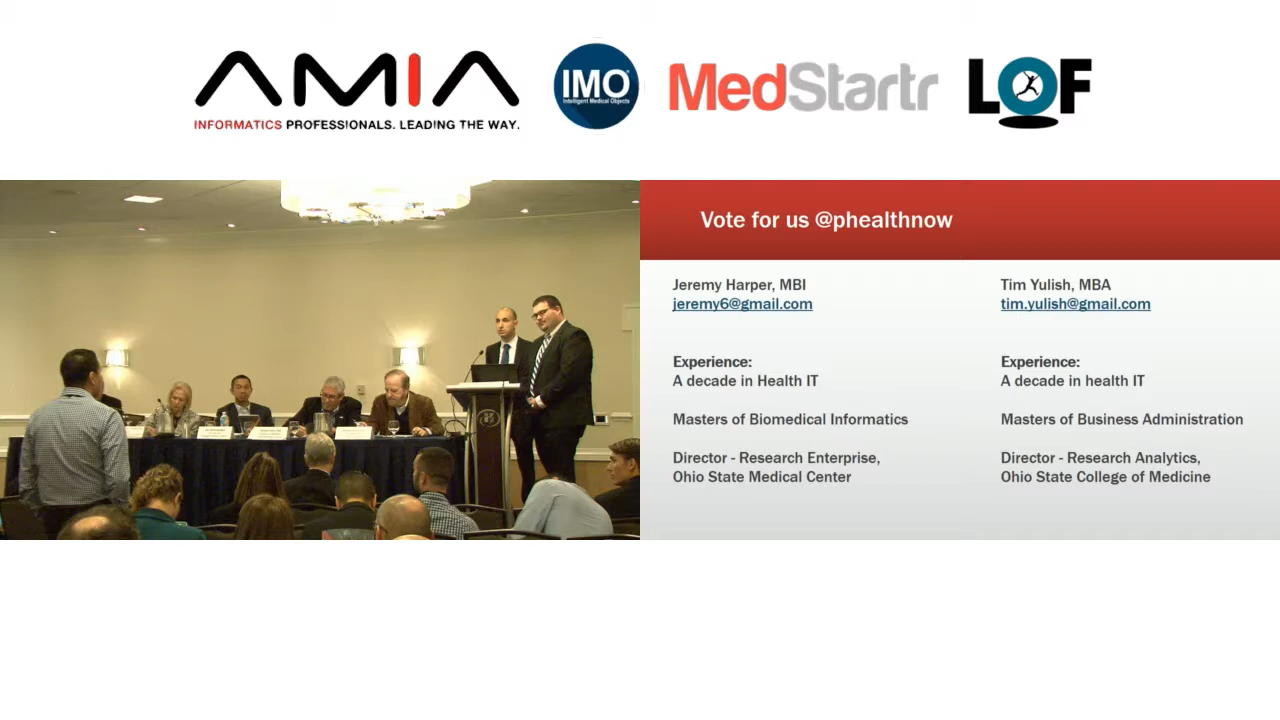 AMIA
INFORMATICS PROFESSIONALS. LEADING THE WAY.
IMO
Intelligent Medical Objects
MedStartr
LOF
Vote for us @phealthnow
Jeremy Harper, MBI
jeremy6@gmail.com
Experience:
A decade in Health IT
Masters of Biomedical Informatics
Director - Research Enterprise,
Ohio State Medical Center
Tim Yulish, MBA
tim.yulish@gmail.com
Experience:
A decade in health IT
Masters of Business Administration
Director - Research Analytics,
Ohio State College of Medicine